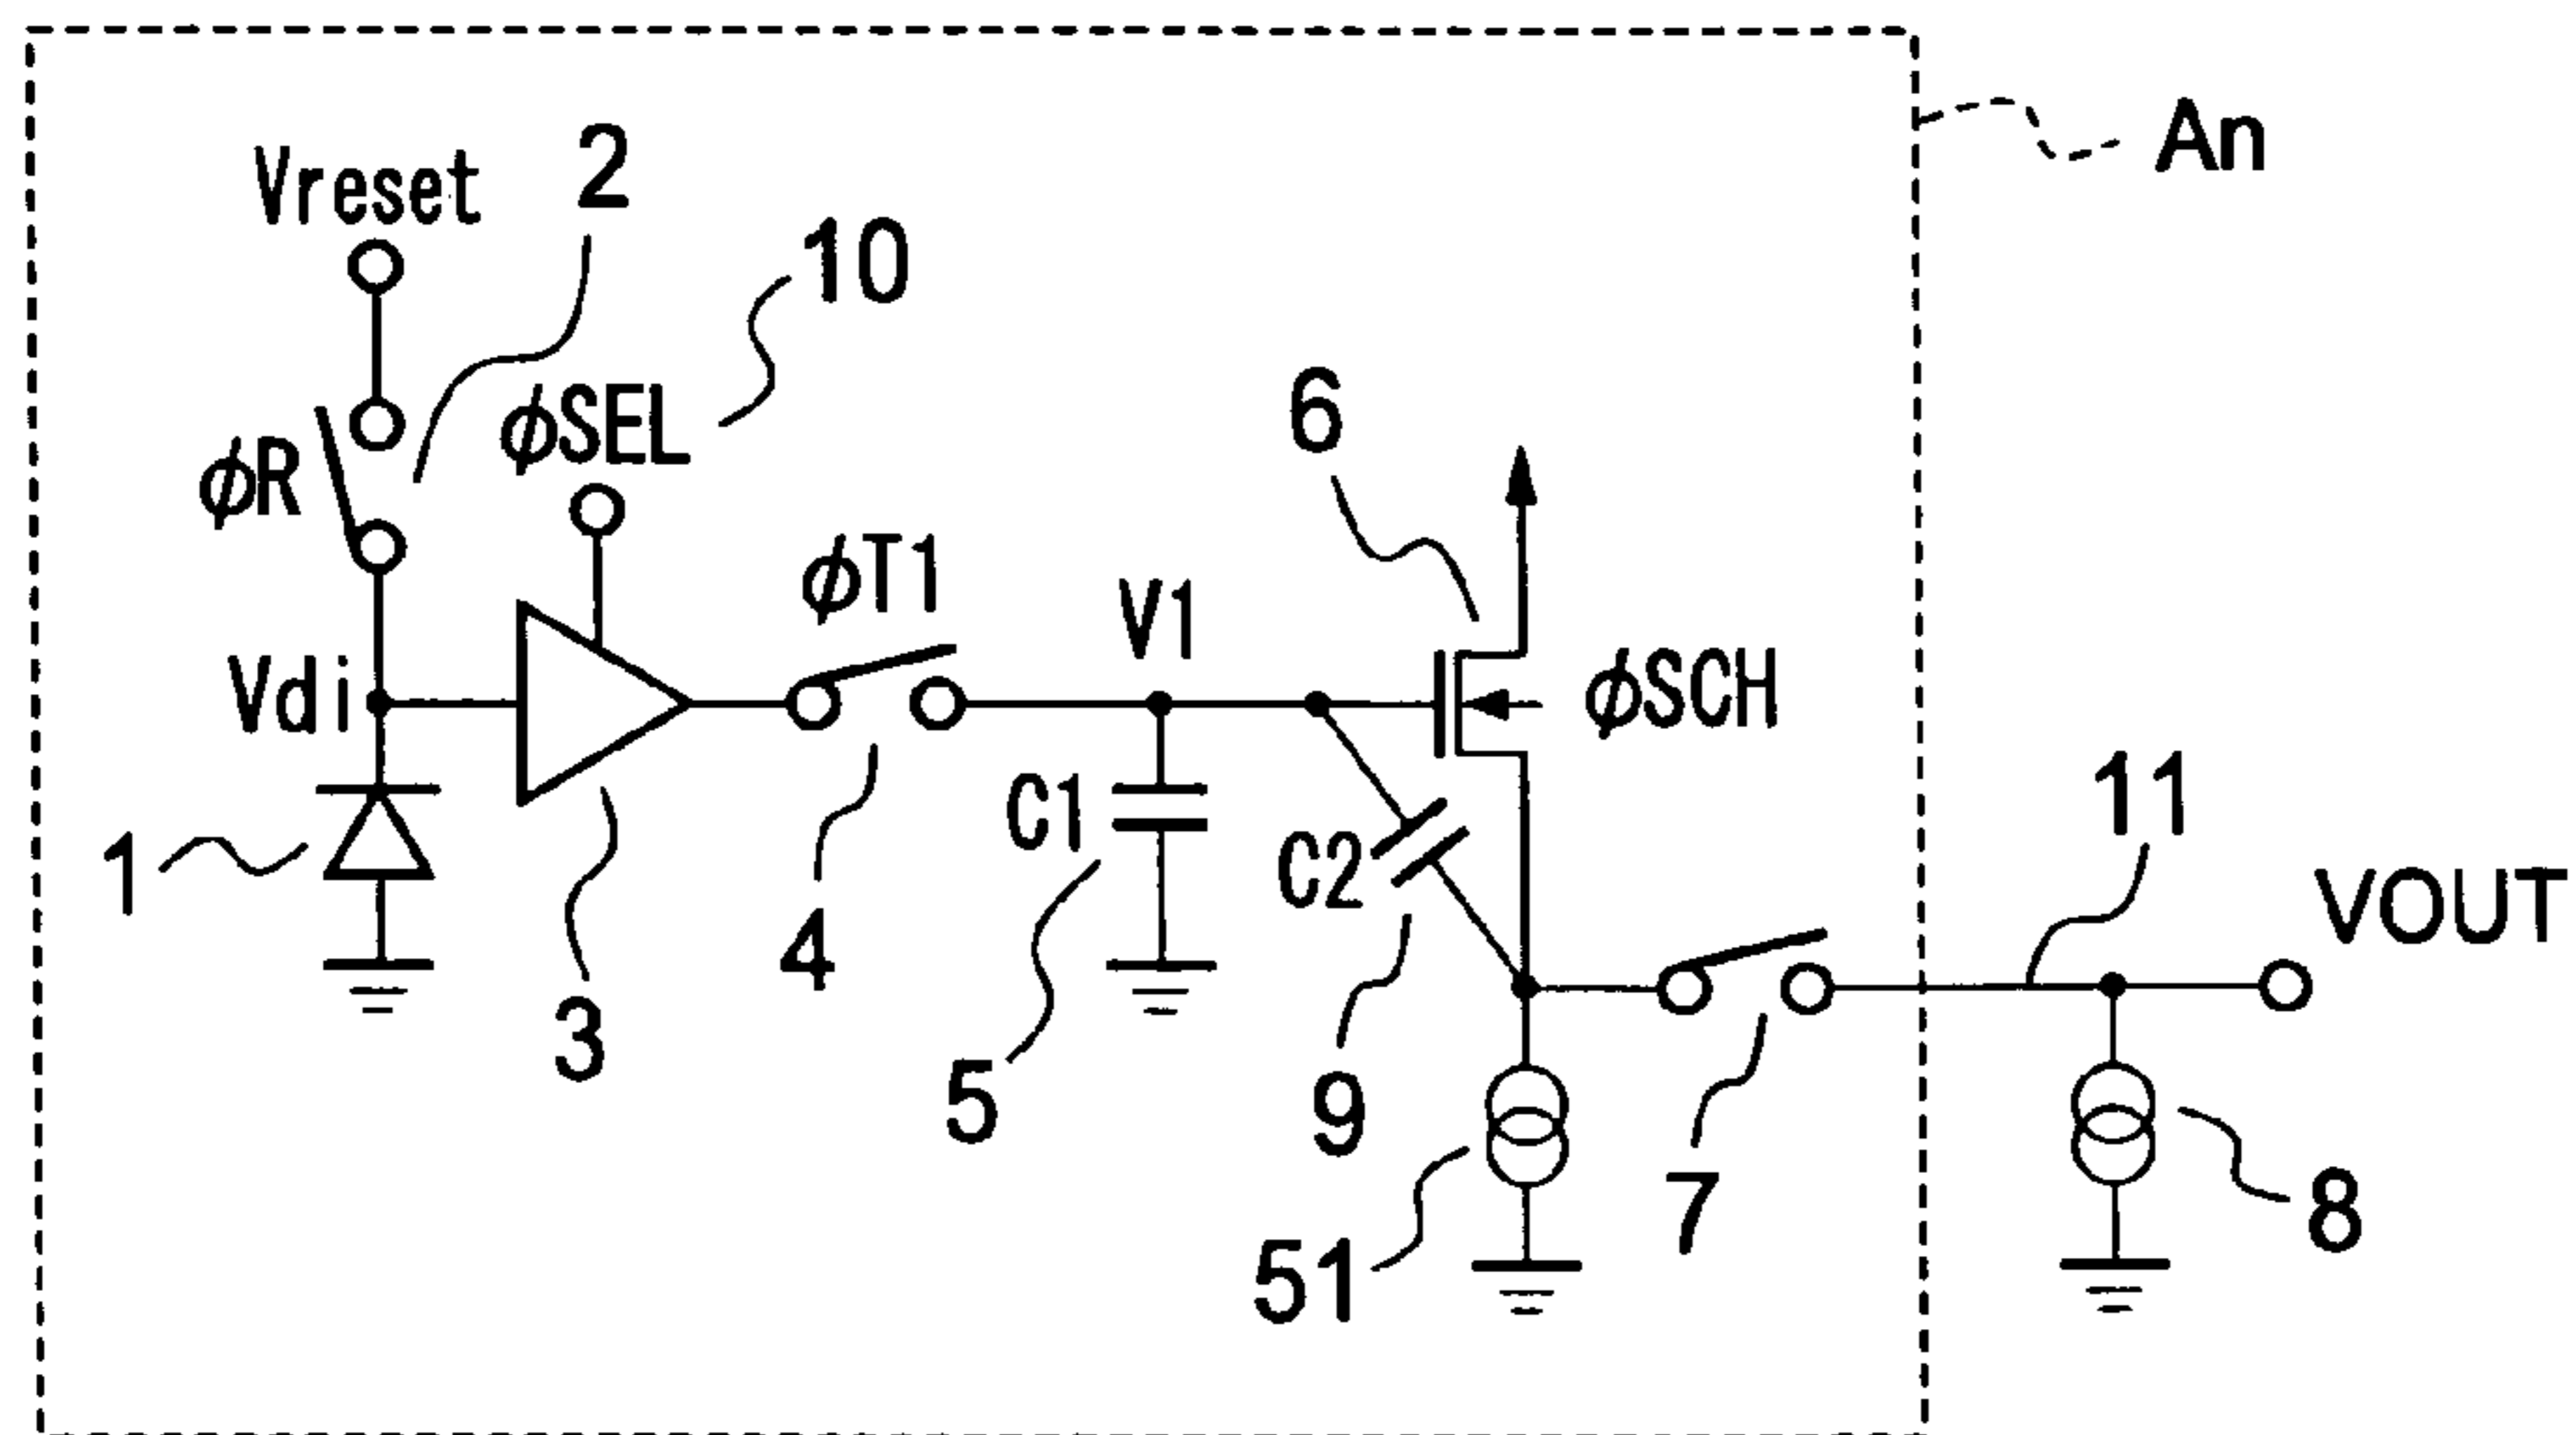 An
2
Vreset
10
6
φSEL
φR
φT1
V1
φSCH
Vdi
11
C1
1
C2
VOUT
4
3
5
9
7
8
51